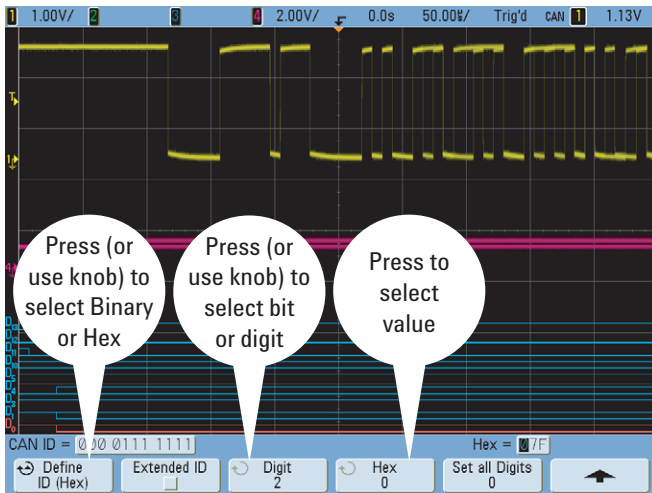 1 1.00V/ 2 3 4 2.00V/ 0.0s 50.00㎲/ Trig'd CAN 1 1.13V
T
1
Press (or
use knob) to
select Binary
or Hex
Press (or
use knob) to
select bit
or digit
Press to
select
value
4
CAN ID = 000 0111 1111 Hex = 07F
Define
ID (Hex)
Extended ID
Digit
2
Hex
0
Set all Digits
0